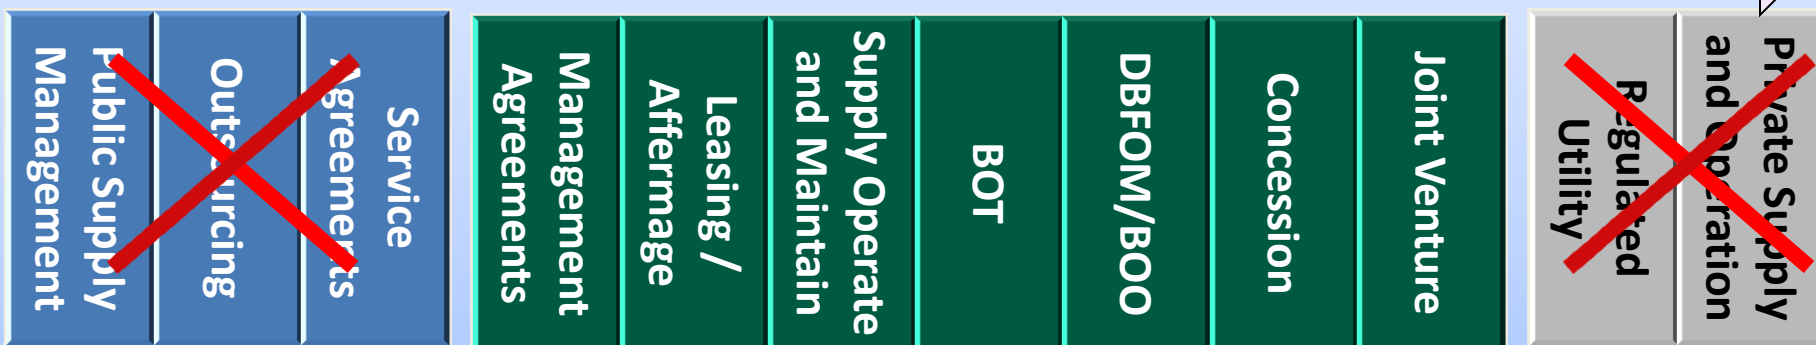 Public Supply
Management
Outsourcing
Service
Agreements
Management
Agreements
Leasing /
Affermage
Supply Operate
and Maintain
BOT
DBFOM/BOO
Concession
Joint Venture
Regulated
Utility
Private Supply
and Operation